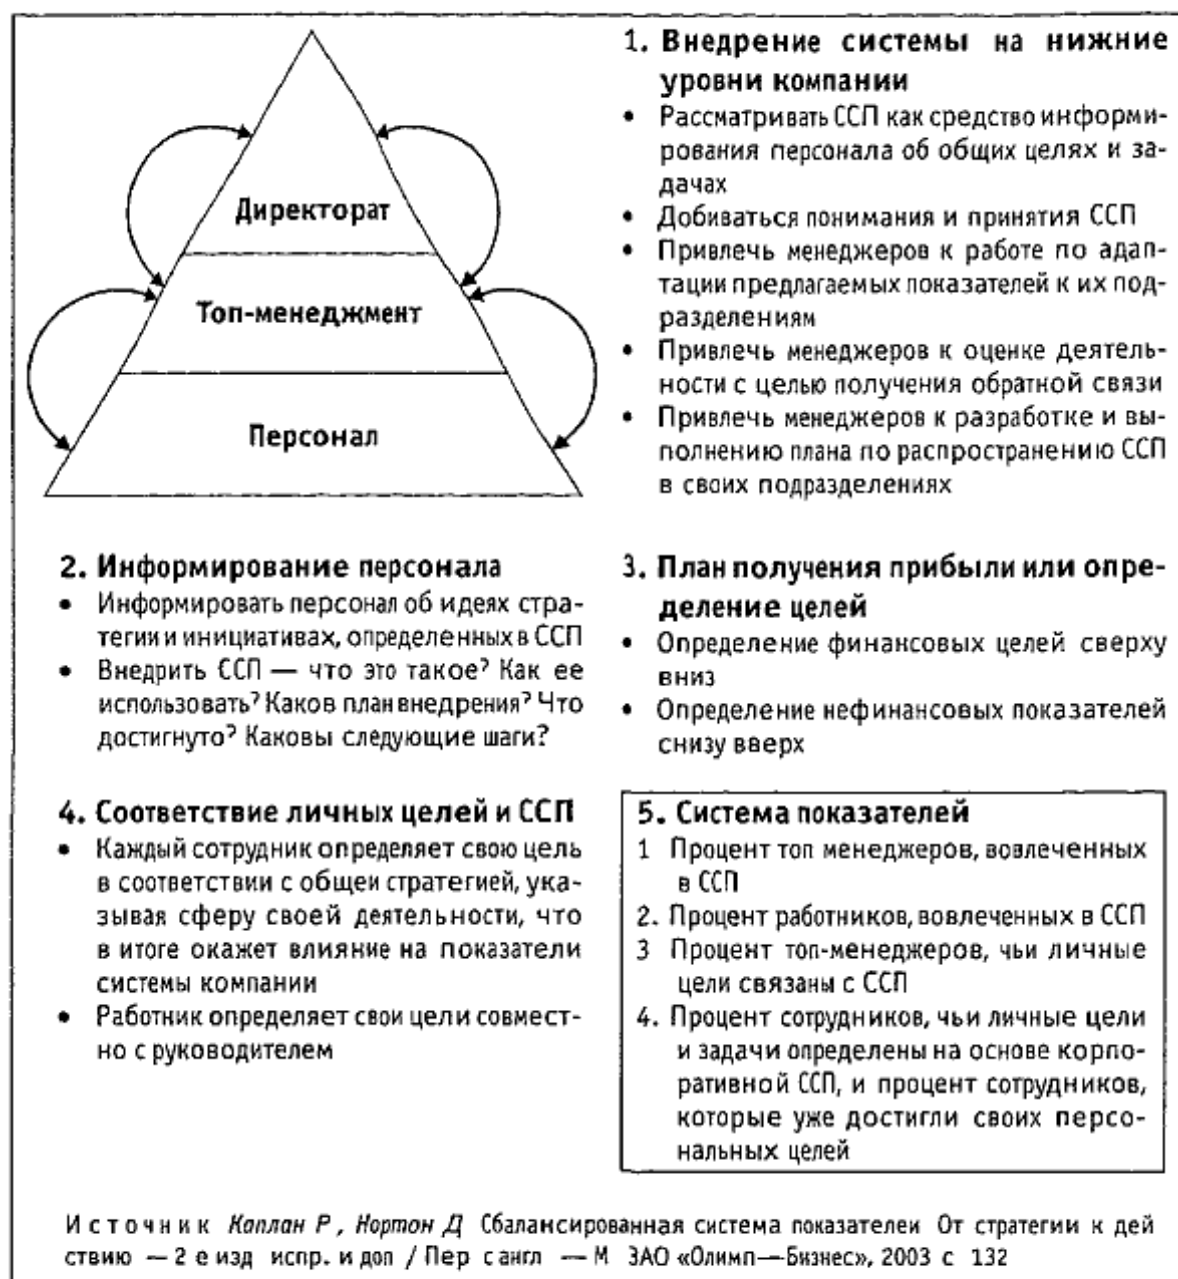 Директорат
Топ-менеджмент
Персонал
1. Внедрение системы на нижние
уровни компании
• Рассматривать ССП как средство информи-
рования персонала об общих целях и за-
дачах
• Добиваться понимания и принятия ССП
• Привлечь менеджеров к работе по адап-
тации предлагаемых показателей к их под-
разделениям
• Привлечь менеджеров к оценке деятель-
ности с целью получения обратной связи
• Привлечь менеджеров к разработке и вы-
полнению плана по распространению ССП
в своих подразделениях
2. Информирование персонала
• Информировать персонал об идеях стра-
тегии и инициативах, определенных в ССП
• Внедрить ССП — что это такое? Как ее
использовать? Каков план внедрения? Что
достигнуто? Каковы следующие шаги?
3. План получения прибыли или опре-
деление целей
• Определение финансовых целей сверху
вниз
• Определение нефинансовых показателей
снизу вверх
4. Соответствие личных целей и ССП
• Каждый сотрудник определяет свою цель
в соответствии с общеи стратегией, ука-
зывая сферу своей деятельности, что
в итоге окажет влияние на показатели
системы компании
• Работник определяет свои цели совмест-
но с руководителем
5. Система показателей
1 Процент топ менеджеров, вовлеченных
в ССП
2. Процент работников, вовлеченных в ССП
3 Процент топ-менеджеров, чьи личные
цели связаны с ССП
4. Процент сотрудников, чьи личные цели
и задачи определены на основе корпо-
ративной ССП, и процент сотрудников,
которые уже достигли своих персо-
нальных целей
Источник Каплан Р , Нортон Д Сбалансированная система показателеи От стратегии к дей
ствию — 2 е изд испр. и доп / Пер с англ — М ЗАО «Олимп—Бизнес», 2003 с 132